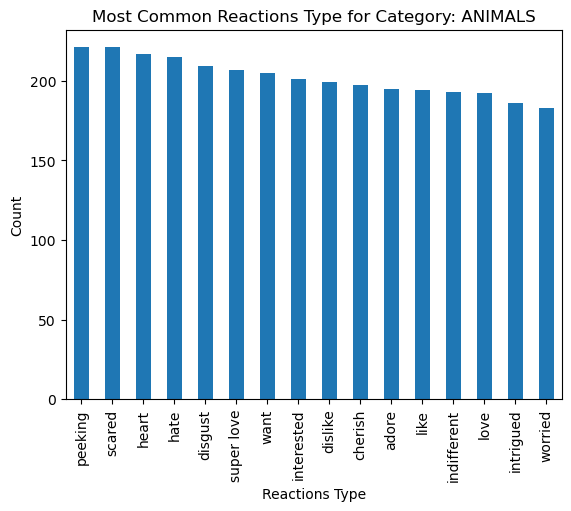 Most Common Reactions Type for Category: ANIMALS
Count
200
150
100
50
0
peeking
scared
heart
hate
disgust
super love
want
interested
dislike
cherish
adore
like
indifferent
love
intrigued
worried
Reactions Type